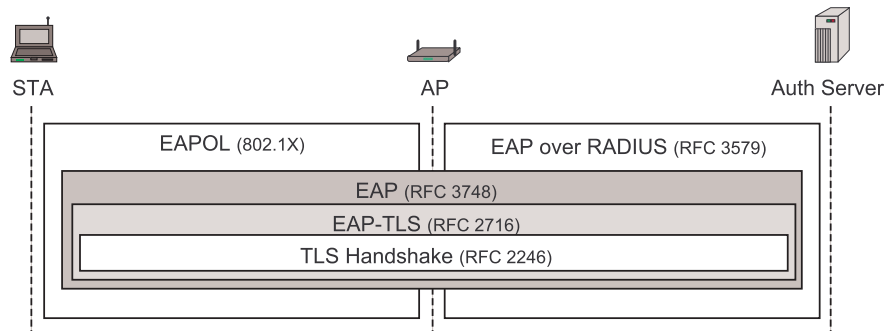 STA
AP
Auth Server
EAPOL (802.1X)
EAP over RADIUS (RFC 3579)
EAP (RFC 3748)
EAP-TLS (RFC 2716)
TLS Handshake (RFC 2246)